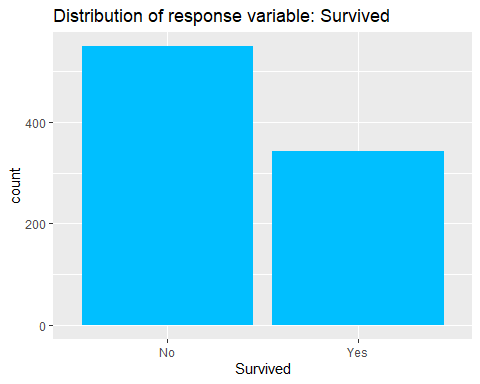 Distribution of response variable: Survived
count
400
200
0
No Yes
Survived